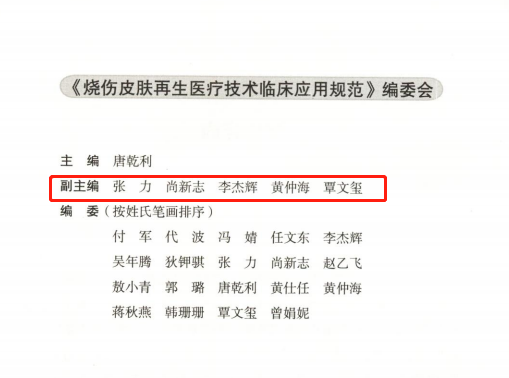 《烧伤皮肤再生医疗技术临床应用规范》编委会
主 编 唐乾利
副主编 张 力 尚新志 李杰辉 黄仲海 覃文玺
编 委（按姓氏笔画排序）
付 军 代 波 冯 婧 任文东 李杰辉
吴年腾 狄钾骐 张 力 尚新志 赵乙飞
敖小青 郭 璐 唐乾利 黄仕任 黄仲海
蒋秋燕 韩珊珊 覃文玺 曾娟妮